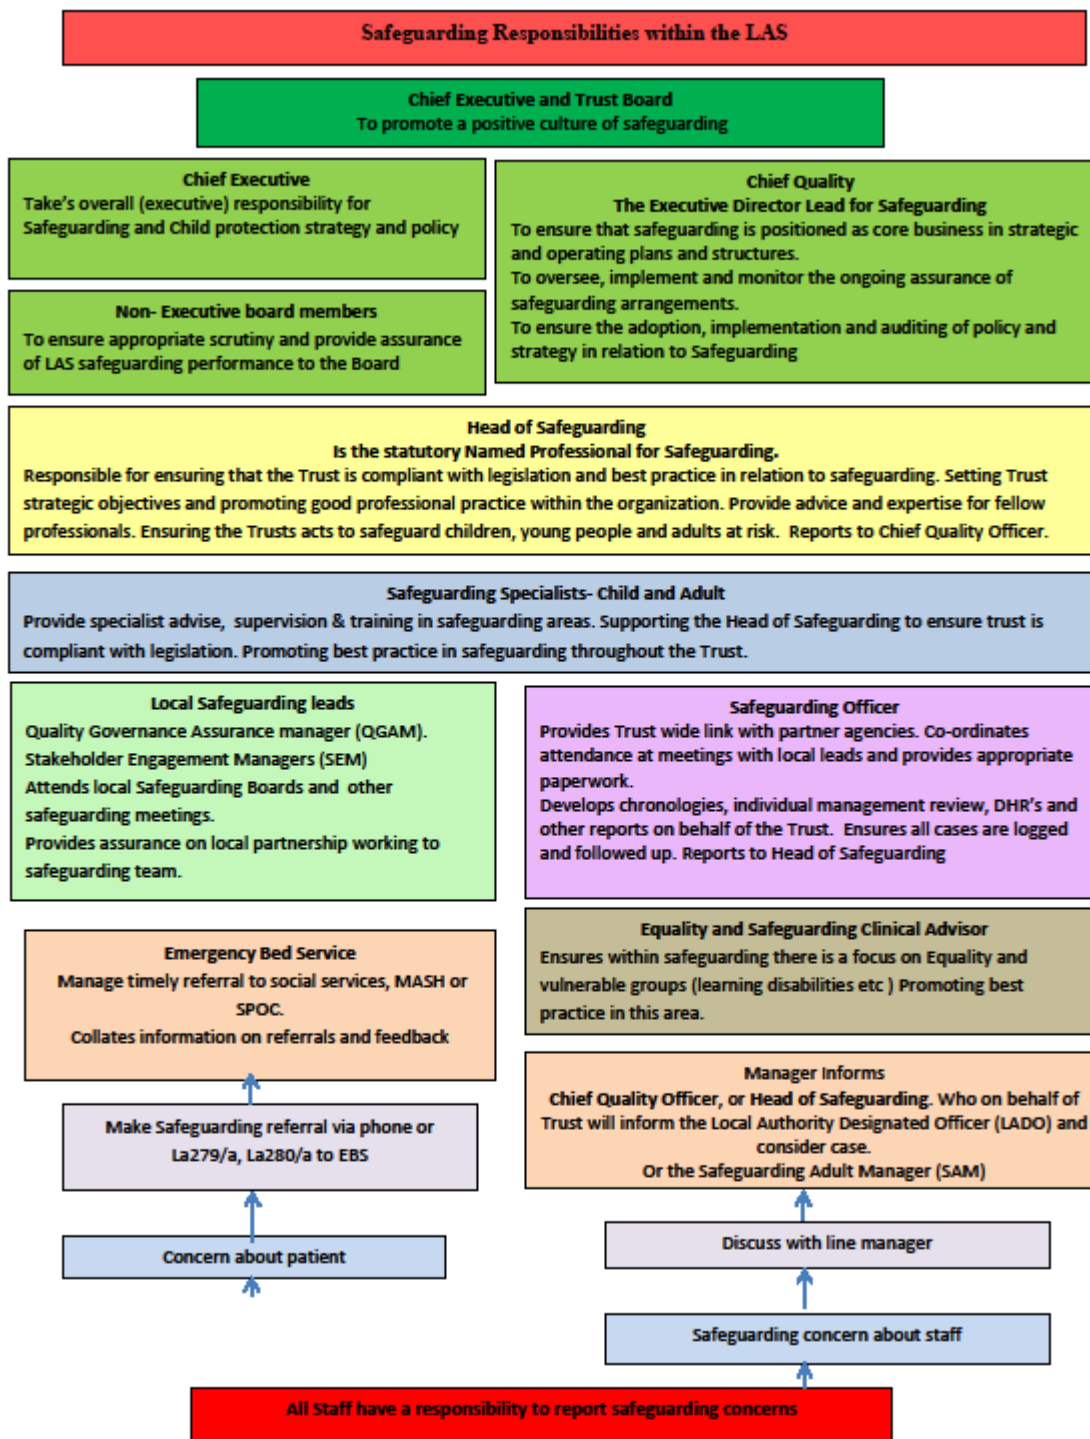 Safeguarding Responsibilities within the LAS
Chief Executive and Trust Board
To promote a positive culture of safeguarding
Chief Executive
Take's overall (executive) responsibility for
Safeguarding and Child protection strategy and policy
Chief Quality
The Executive Director Lead for Safeguarding
To ensure that safeguarding is positioned as core business in strategic
and operating plans and structures.
To oversee, implement and monitor the ongoing assurance of
safeguarding arrangements.
To ensure the adoption, implementation and auditing of policy and
strategy in relation to Safeguarding
Non- Executive board members
To ensure appropriate scrutiny and provide assurance
of LAS safeguarding performance to the Board
Head of Safeguarding
Is the statutory Named Professional for Safeguarding.
Responsible for ensuring that the Trust is compliant with legislation and best practice in relation to safeguarding. Setting Trust
strategic objectives and promoting good professional practice within the organization. Provide advice and expertise for fellow
professionals. Ensuring the Trusts acts to safeguard children, young people and adults at risk. Reports to Chief Quality Officer.
Safeguarding Specialists- Child and Adult
Provide specialist advise, supervision & training in safeguarding areas. Supporting the Head of Safeguarding to ensure trust is
compliant with legislation. Promoting best practice in safeguarding throughout the Trust.
Local Safeguarding leads
Quality Governance Assurance manager (QGAM).
Stakeholder Engagement Managers (SEM)
Attends local Safeguarding Boards and other
safeguarding meetings.
Provides assurance on local partnership working to
safeguarding team.
Safeguarding Officer
Provides Trust wide link with partner agencies. Co-ordinates
attendance at meetings with local leads and provides appropriate
paperwork.
Develops chronologies, individual management review, DHR's and
other reports on behalf of the Trust. Ensures all cases are logged
and followed up. Reports to Head of Safeguarding
Equality and Safeguarding Clinical Advisor
Ensures within safeguarding there is a focus on Equality and
vulnerable groups (learning disabilities etc ) Promoting best
practice in this area.
Emergency Bed Service
Manage timely referral to social services, MASH or
SPOC.
Collates information on referrals and feedback
Manager Informs
Chief Quality Officer, or Head of Safeguarding. Who on behalf of
Trust will inform the Local Authority Designated Officer (LADO) and
consider case.
Or the Safeguarding Adult Manager (SAM)
Make Safeguarding referral via phone or
La279/a, La280/a to EBS
Discuss with line manager
Concern about patient
Safeguarding concern about staff
All Staff have a responsibility to report safeguarding concerns